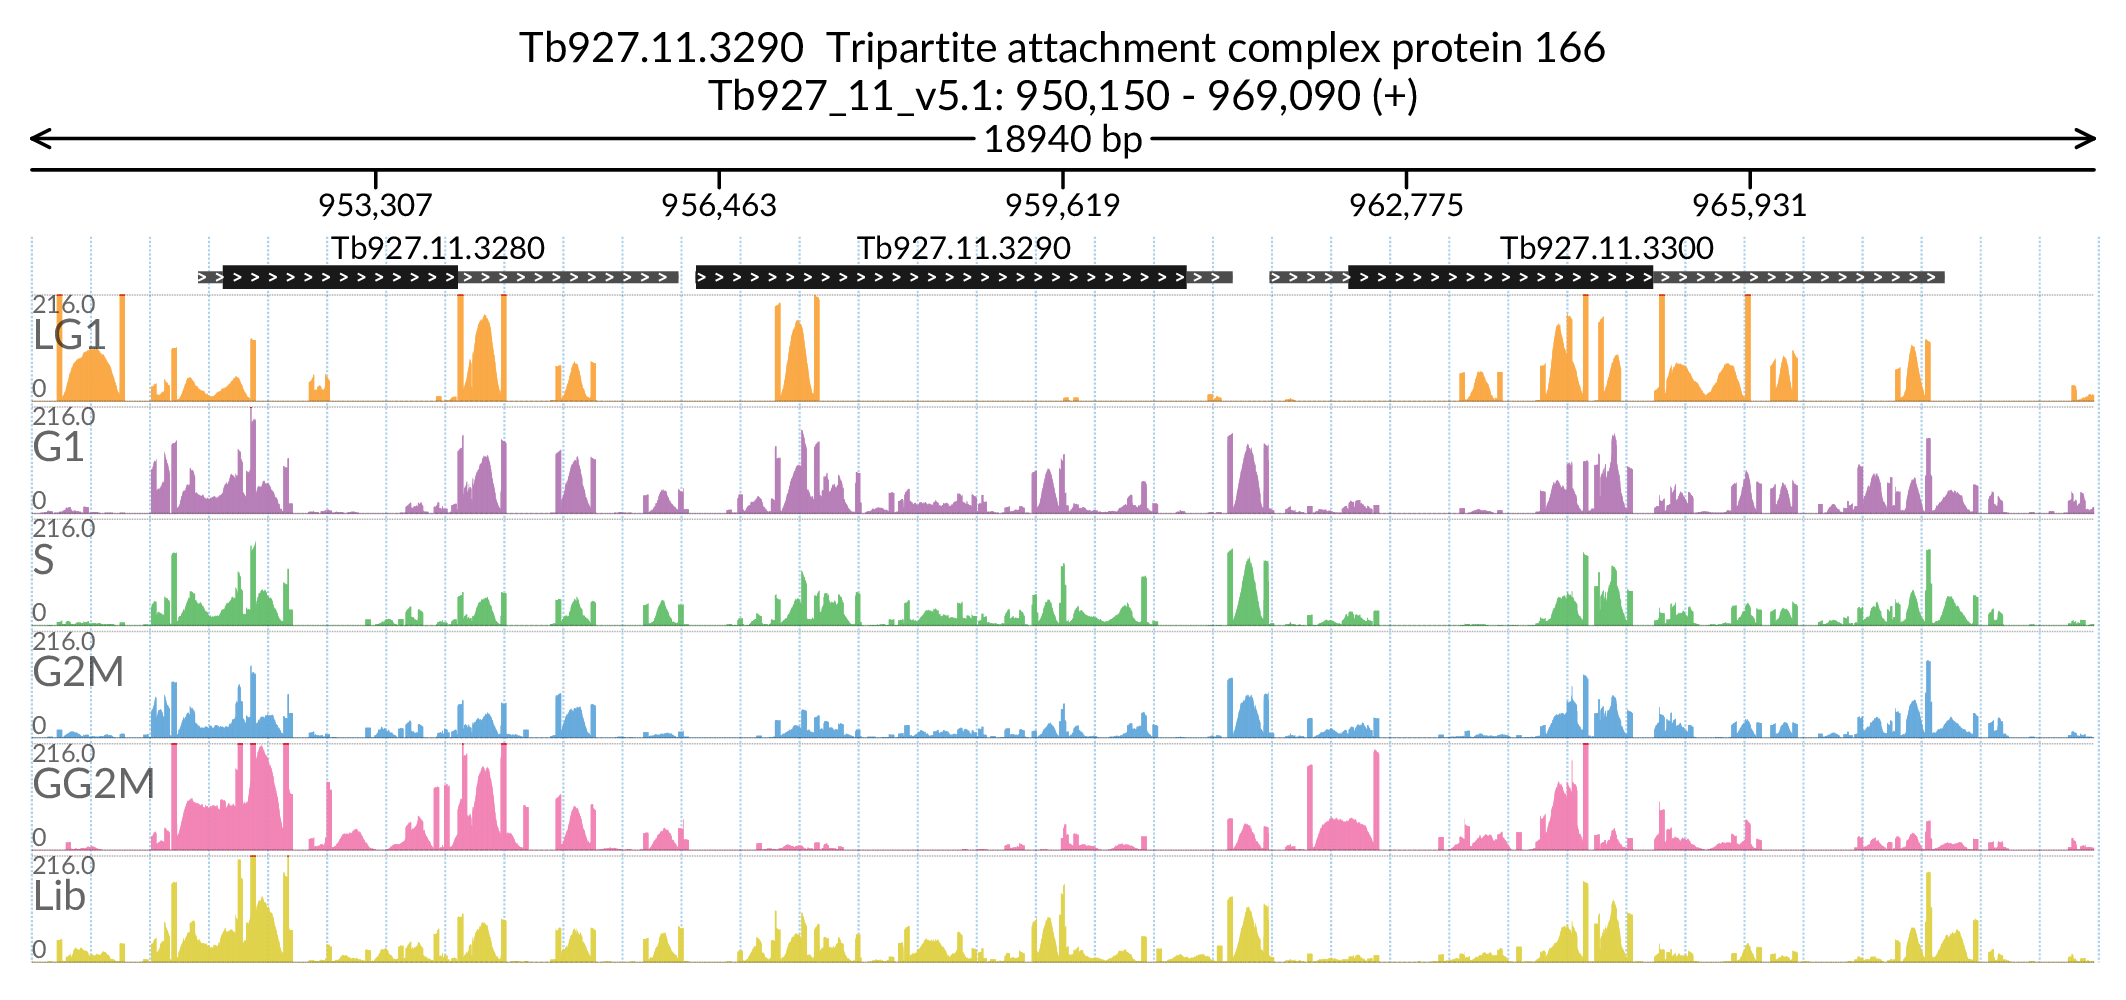 Tb927.11.3290  Tripartite attachment complex protein 166
Tb927_11_v5.1: 950,150 - 969,090 (+)
18940 bp
953,307 956,463 959,619 962,775 965,931
Tb927.11.3280 Tb927.11.3290 Tb927.11.3300
216.0
LG1
0
216.0
G1
0
216.0
S
0
216.0
G2M
0
216.0
GG2M
0
216.0
Lib
0